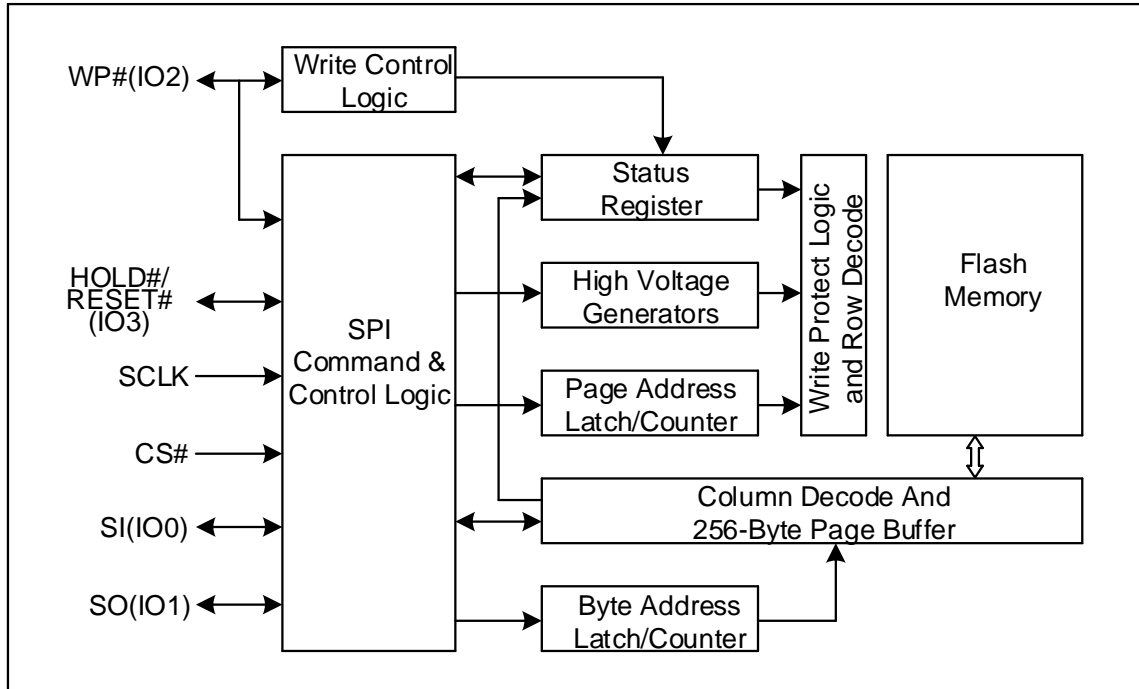 WP#(IO2)
Write Control
Logic
HOLD#/
RESET#
(IO3)
SCLK
CS#
SI(IO0)
SO(IO1)
SPI
Command &
Control Logic
Status
Register
High Voltage
Generators
Page Address
Latch/Counter
Write Protect Logic
and Row Decode
Flash
Memory
Column Decode And
256-Byte Page Buffer
Byte Address
Latch/Counter